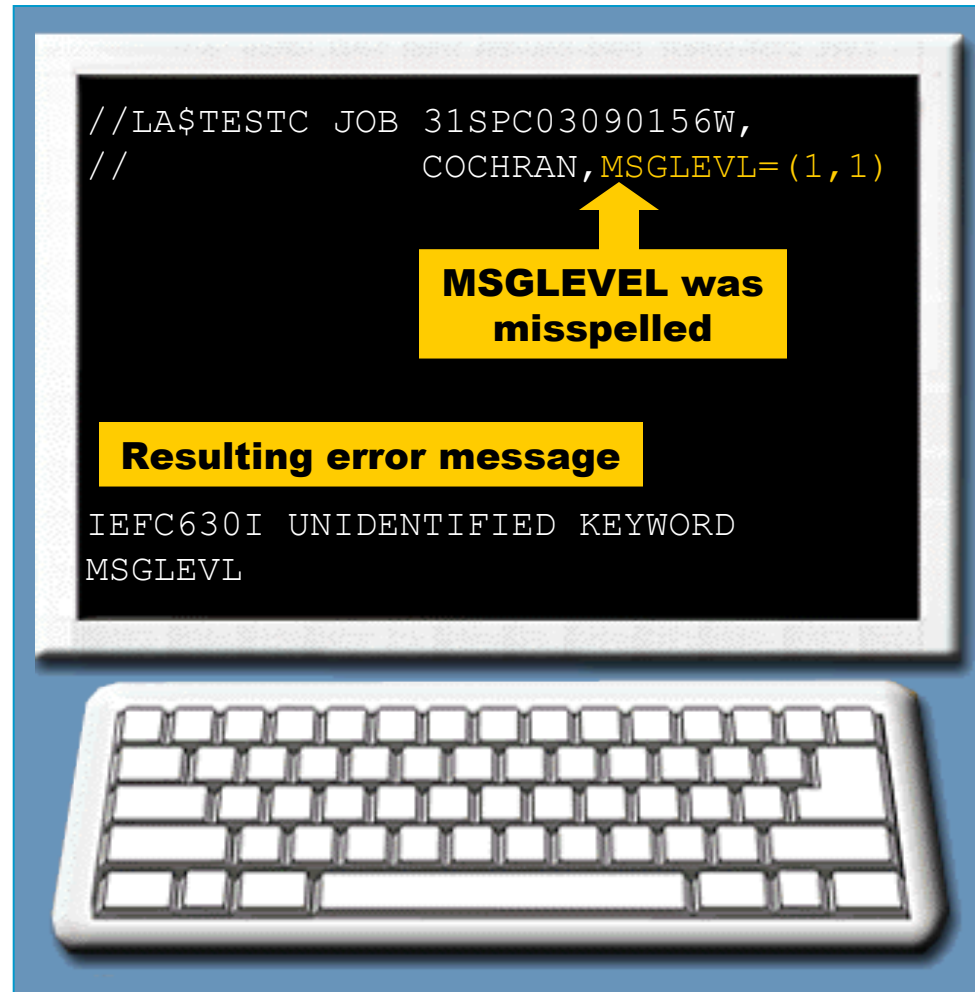 //LA$TESTC JOB 31SPC03090156W,
// COCHRAN,MSGLEVL=(1,1)
MSGLEVEL was
misspelled
Resulting error message
IEFC630I UNIDENTIFIED KEYWORD
MSGLEVL